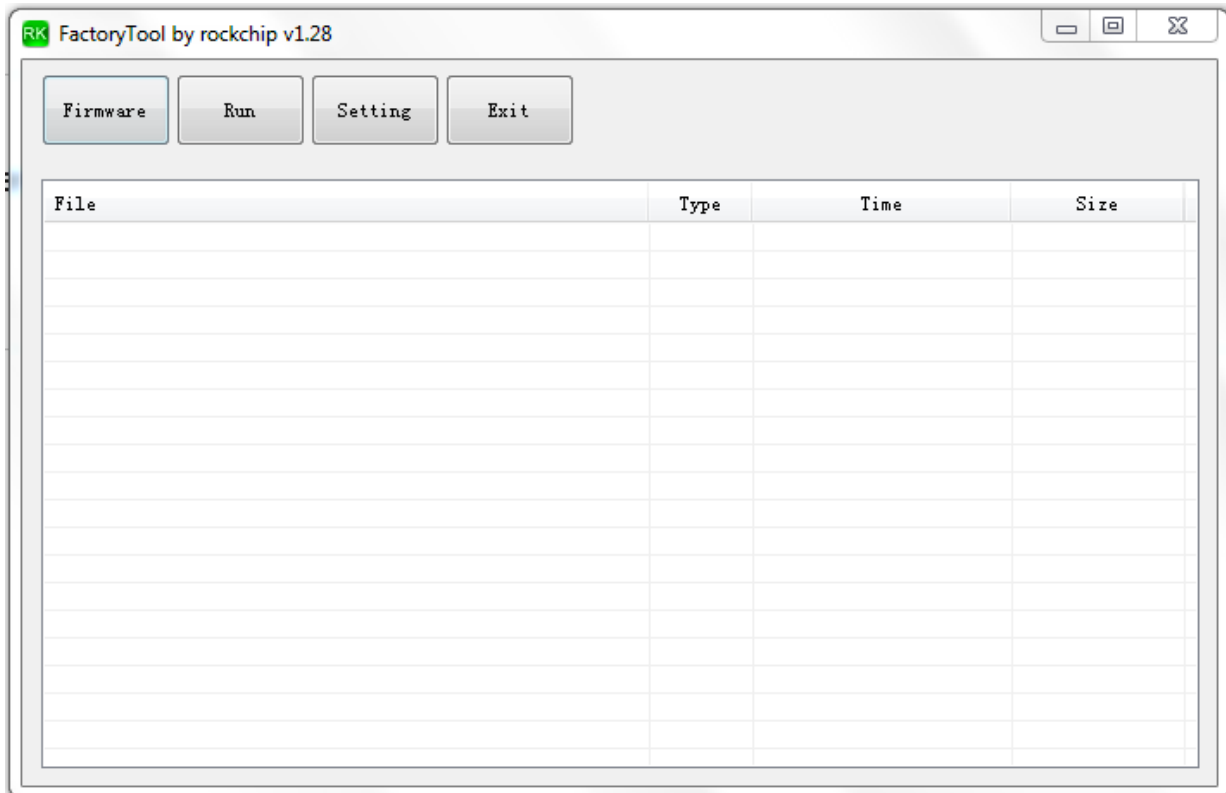 RK FactoryTool by rockchip v1.28
Firmware Run Setting Exit
File Type Time Size